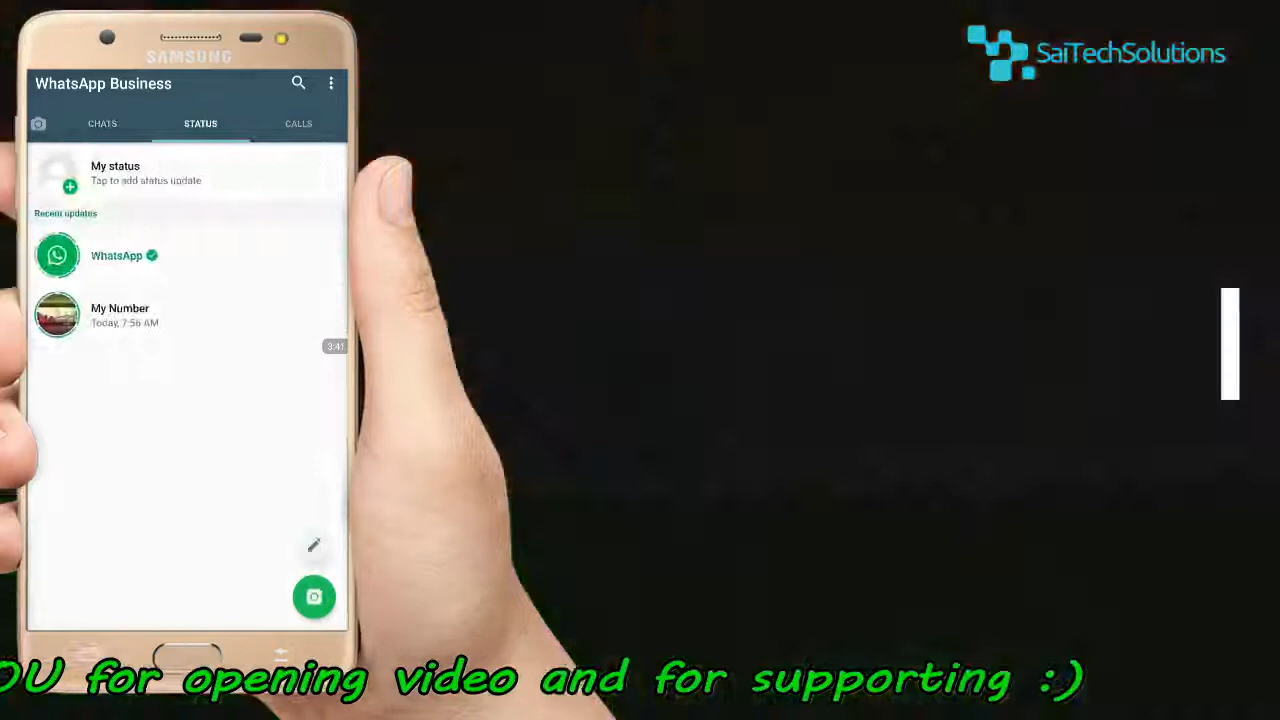 SaiTechSolutions
SAMSUNG
WhatsApp Business
CHATS
STATUS
CALLS
My status
Tap to add status update
Recent updates
WhatsApp
My Number
Today, 7:56 AM
3:41
OU for opening video and for supporting :)